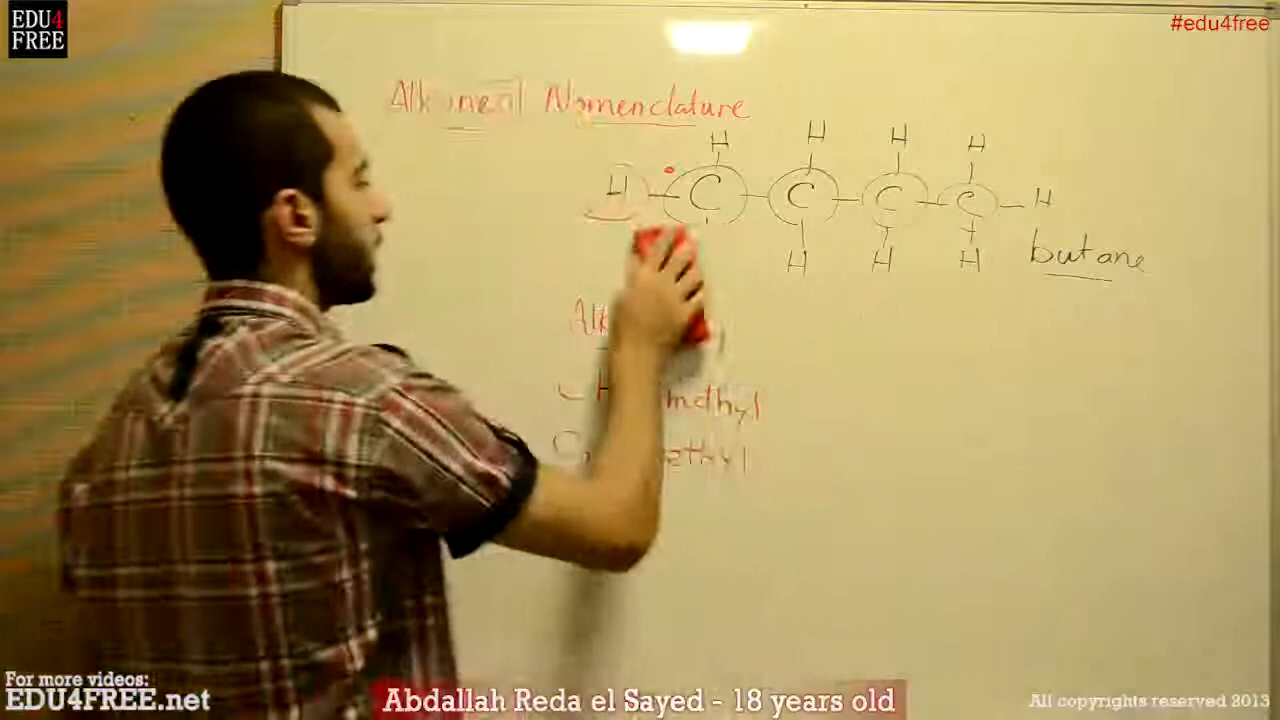 EDU4
FREE
#edu4free
Nomenclature
H H H H
H C C C C H
H H H
butane
Alk
CH methyl
C ethyl
For more videos:
EDU4FREE.net
Abdallah Reda el Sayed - 18 years old
All copyrights reserved 2013